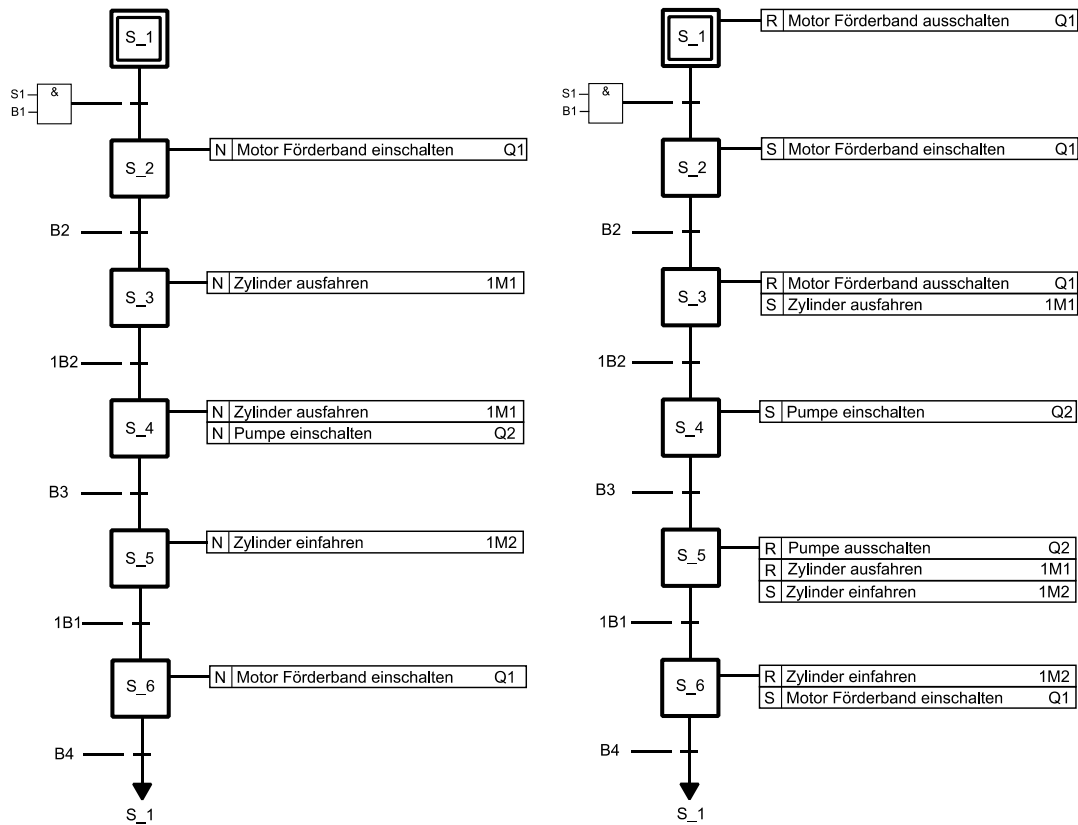 S_1
S1
B1
&
S_2
N Motor Förderband einschalten Q1
B2
S_3
N Zylinder ausfahren 1M1
1B2
S_4
N Zylinder ausfahren 1M1
N Pumpe einschalten Q2
B3
S_5
N Zylinder einfahren 1M2
1B1
S_6
N Motor Förderband einschalten Q1
B4
S_1
S_1
R Motor Förderband ausschalten Q1
S1
B1
&
S_2
S Motor Förderband einschalten Q1
B2
S_3
R Motor Förderband ausschalten Q1
S Zylinder ausfahren 1M1
1B2
S_4
S Pumpe einschalten Q2
B3
S_5
R Pumpe ausschalten Q2
R Zylinder ausfahren 1M1
S Zylinder einfahren 1M2
1B1
S_6
R Zylinder einfahren 1M2
S Motor Förderband einschalten Q1
B4
S_1